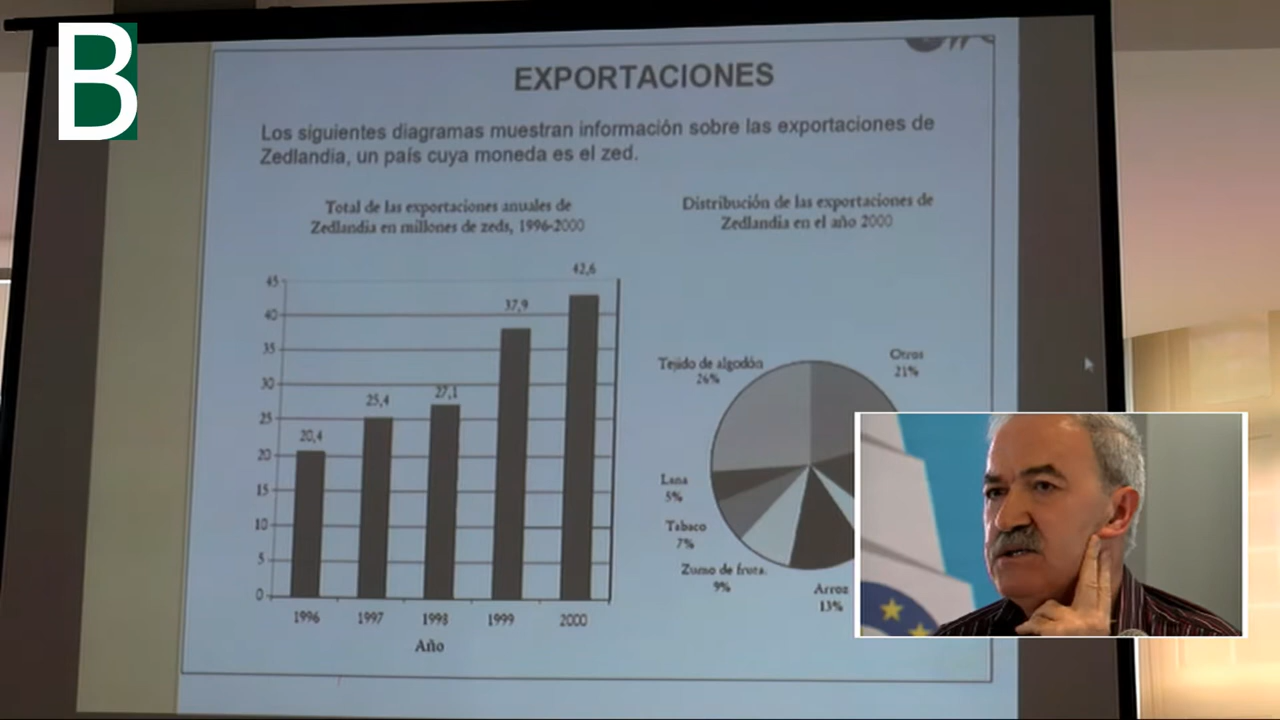 B
EXPORTACIONES
Los siguientes diagramas muestran información sobre las exportaciones de
Zedlandia, un país cuya moneda es el zed.
Total de las exportaciones anuales de
Zedlandia en millones de zeds, 1996-2000
45
40
35
30
25
20
15
10
5
0
20,4
25,4
27,1
37,9
42,6
1996
1997
1998
1999
2000
Año
Distribución de las exportaciones de
Zedlandia en el año 2000
Tejido de algodón
26%
Otros
21%
Lana
5%
Tabaco
7%
Zumo de fruta.
9%
Arroz
13%